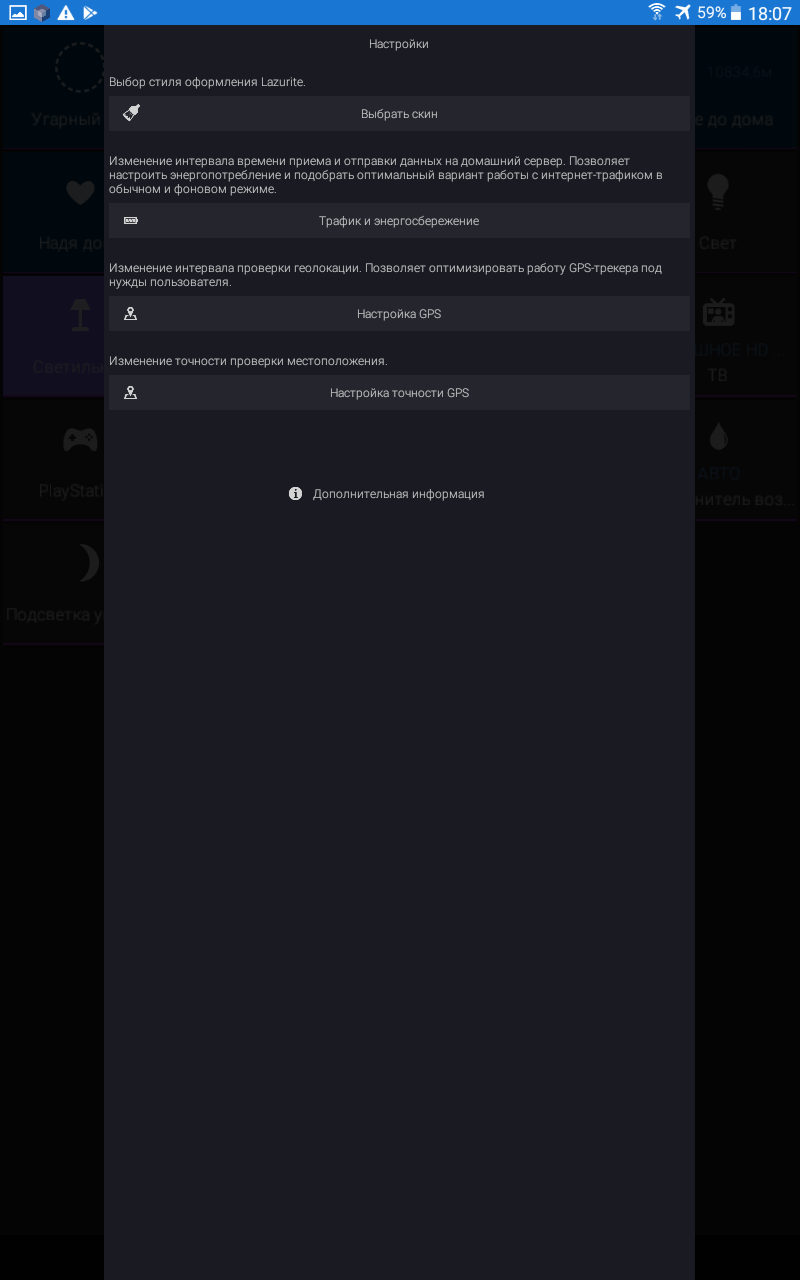 59% 18:07
Настройки
Выбор стиля оформления Lazurite.
Выбрать скин
Изменение интервала времени приема и отправки данных на домашний сервер. Позволяет
настроить энергопотребление и подобрать оптимальный вариант работы с интернет-трафиком в
обычном и фоновом режиме.
Трафик и энергосбережение
Изменение интервала проверки геолокации. Позволяет оптимизировать работу GPS-трекера под
нужды пользователя.
Настройка GPS
Изменение точности проверки местоположения.
Настройка точности GPS
Дополнительная информация
10834,6м
Угарный
е до дома
Надя до
Свет
Светиль
ШНОЕ HD ...
ТВ
PlayStati
АВТО
нитель воз...
Подсветка у